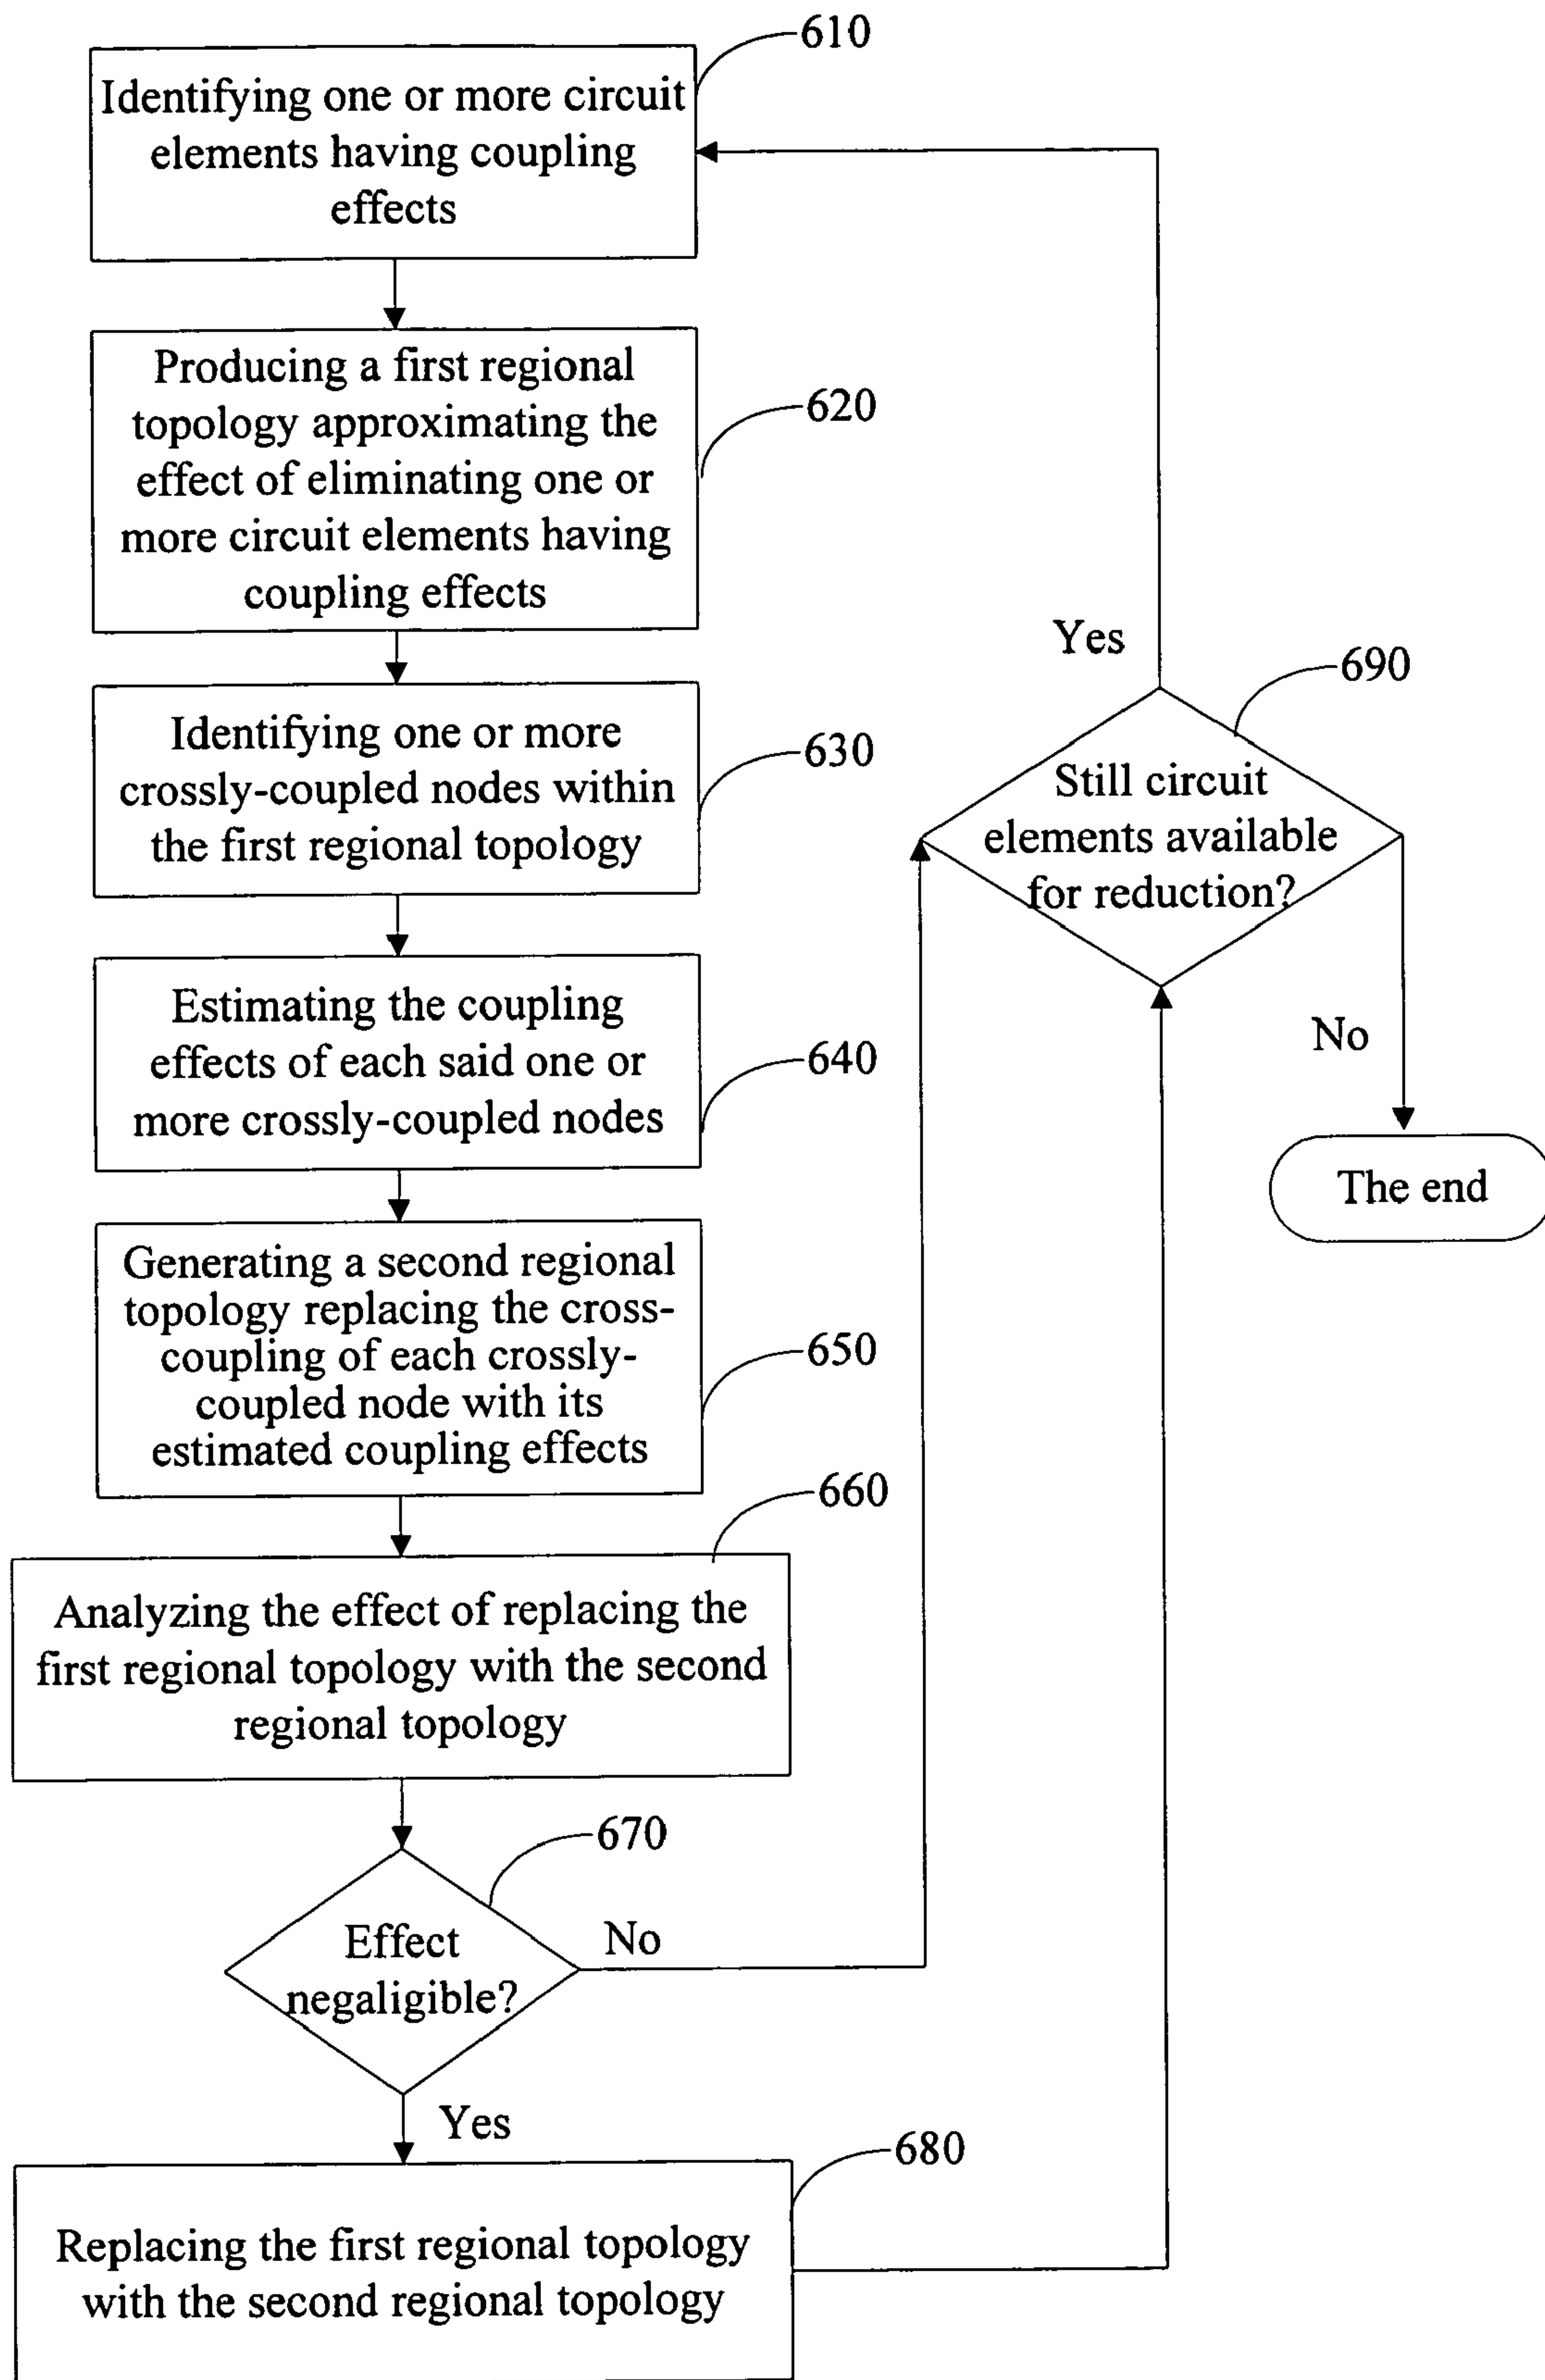 610
Identifying one or more circuit
elements having coupling
effects
Producing a first regional
topology approximating the
effect of eliminating one or
more circuit elements having
coupling effects
620
Identifying one or more
crossly-coupled nodes within
the first regional topology
630
Estimating the coupling
effects of each said one or
more crossly-coupled nodes
640
Generating a second regional
topology replacing the cross-
coupling of each crossly-
coupled node with its
estimated coupling effects
650
660
Analyzing the effect of replacing the
first regional topology with the second
regional topology
670
Effect
negaligible?
No
Yes
680
Replacing the first regional topology
with the second regional topology
Yes
690
Still circuit
elements available
for reduction?
No
The end